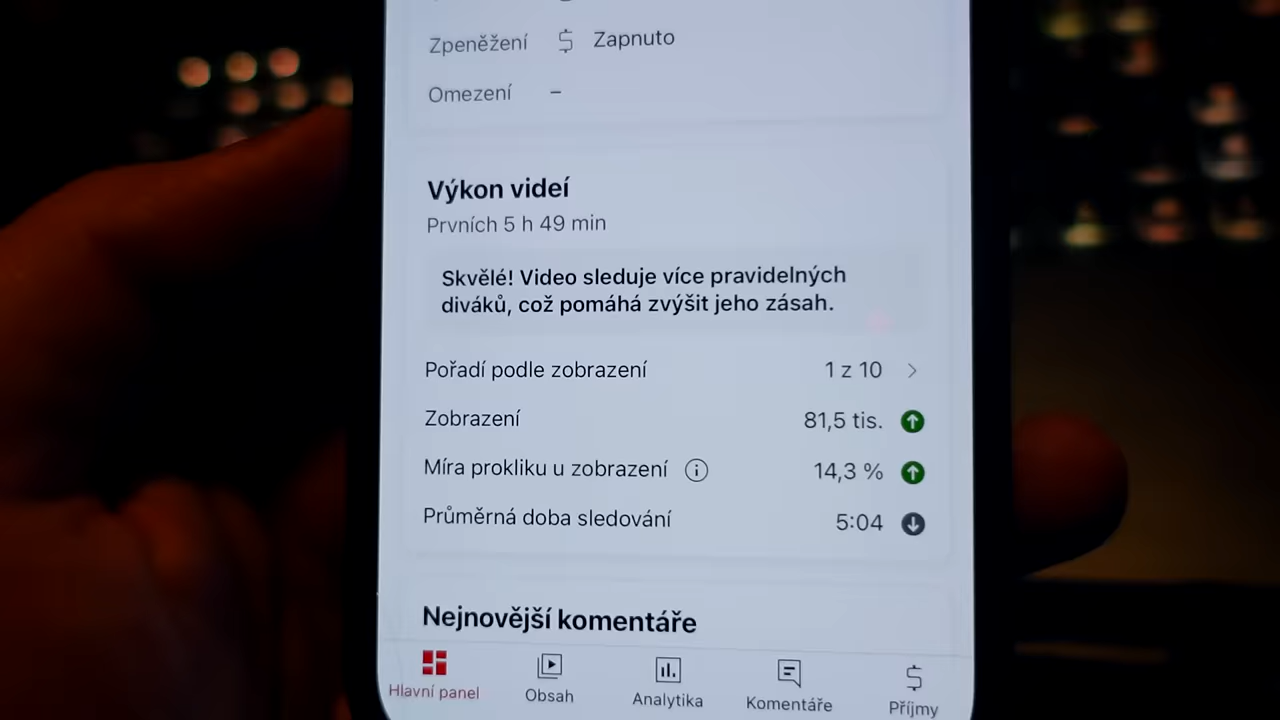 Zpeněžení $ Zapnuto
Omezení –
Výkon videí
Prvních 5 h 49 min
Skvělé! Video sleduje více pravidelných
diváků, což pomáhá zvýšit jeho zásah.
Pořadí podle zobrazení 1 z 10
Zobrazení 81,5 tis.
Míra prokliku u zobrazení 14,3 %
Průměrná doba sledování 5:04
Nejnovější komentáře
Hlavní panel Obsah Analytika Komentáře Příjmy